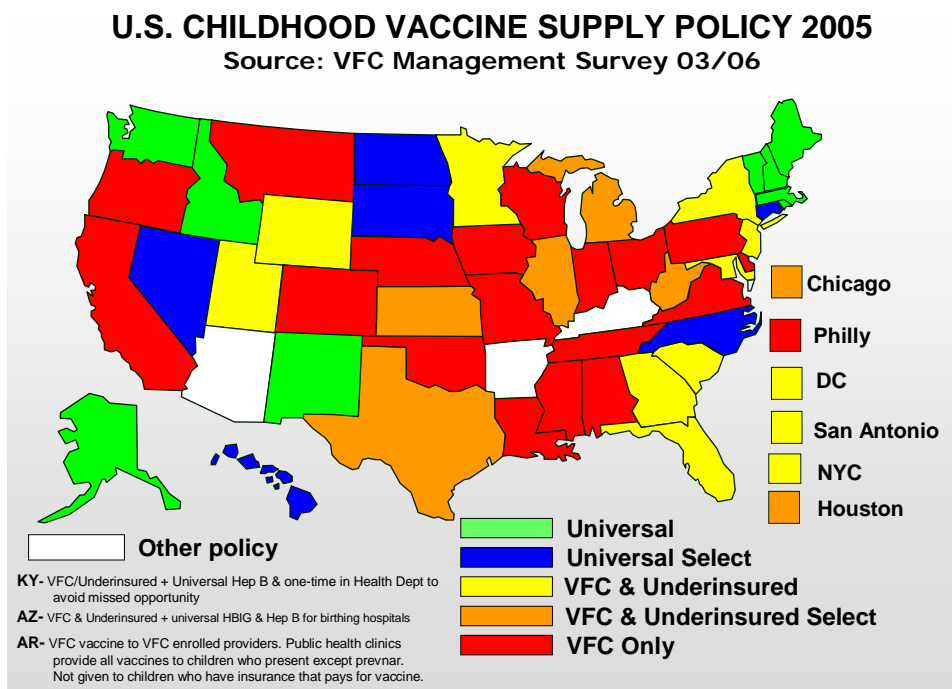 U.S. CHILDHOOD VACCINE SUPPLY POLICY 2005
Source: VFC Management Survey 03/06
Chicago
Philly
DC
San Antonio
NYC
Houston
Universal
Universal Select
VFC & Underinsured
VFC & Underinsured Select
VFC Only
Other policy
KY- VFC/Underinsured + Universal Hep B & one-time in Health Dept to
avoid missed opportunity
AZ- VFC & Underinsured + universal HBIG & Hep B for birthing hospitals
AR- VFC vaccine to VFC enrolled providers. Public health clinics
provide all vaccines to children who present except prevnar.
Not given to children who have insurance that pays for vaccine.